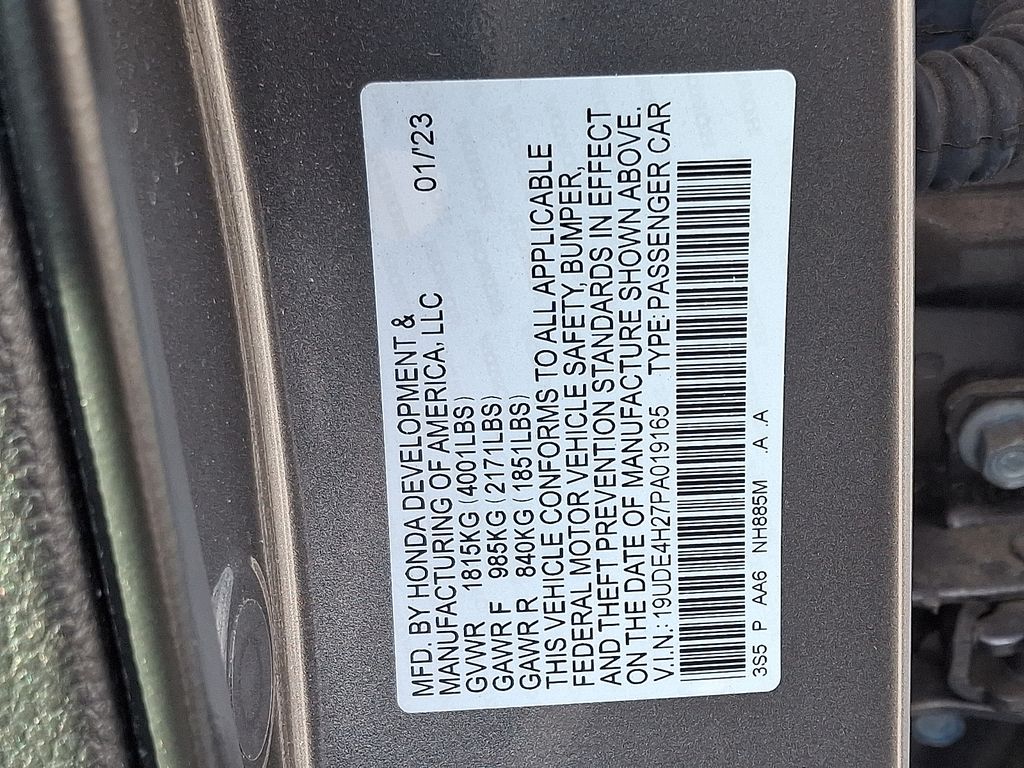 MFD. BY HONDA DEVELOPMENT &
MANUFACTURING OF AMERICA, LLC 01/'23
GVWR 1815KG (4001LBS)
GAWR F 985KG (2171LBS)
GAWR R 840KG (1851LBS)
THIS VEHICLE CONFORMS TO ALL APPLICABLE
FEDERAL MOTOR VEHICLE SAFETY, BUMPER,
AND THEFT PREVENTION STANDARDS IN EFFECT
ON THE DATE OF MANUFACTURE SHOWN ABOVE.
V.I.N.: 19UDE4H27PA019165 TYPE: PASSENGER CAR
3S5 P AA6 NH885M .A A